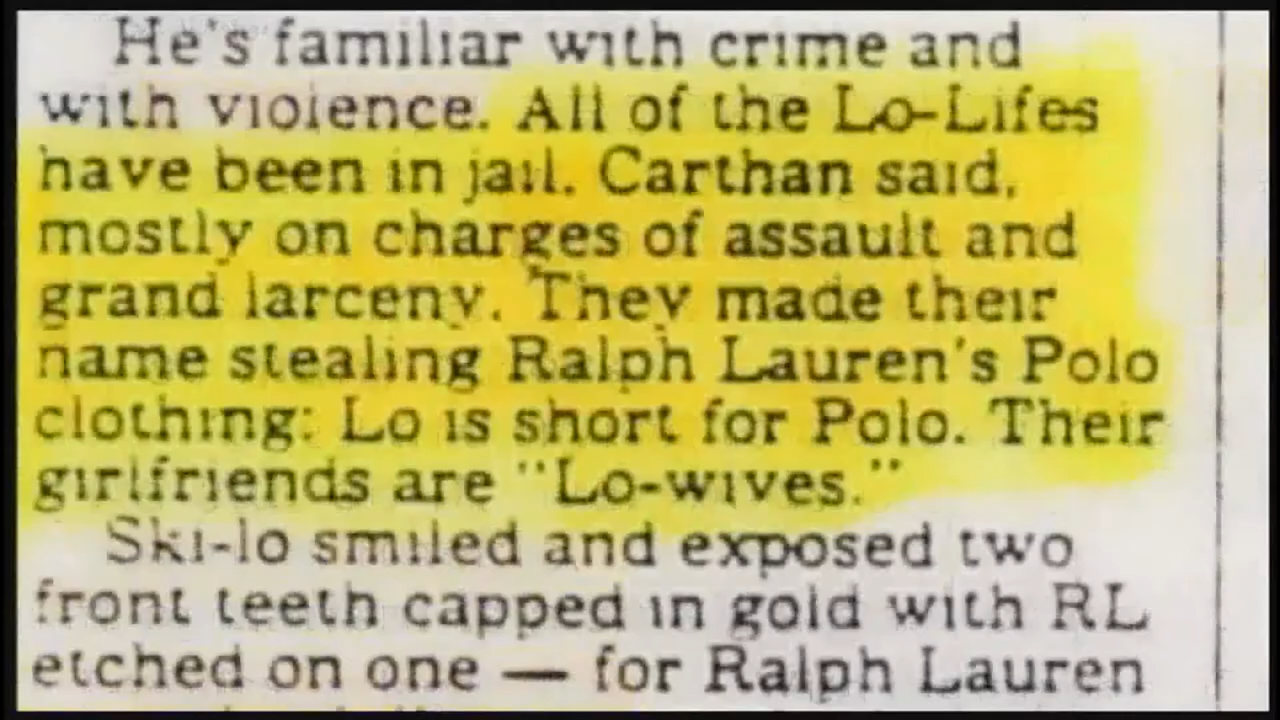 He's familiar with crime and
with violence. All of the Lo-Lifes
have been in jail. Carthan said,
mostly on charges of assault and
grand larceny. They made their
name stealing Ralph Lauren's Polo
clothing: Lo is short for Polo. Their
girlfriends are "Lo-wives."
Ski-lo smiled and exposed two
front teeth capped in gold with RL
etched on one — for Ralph Lauren